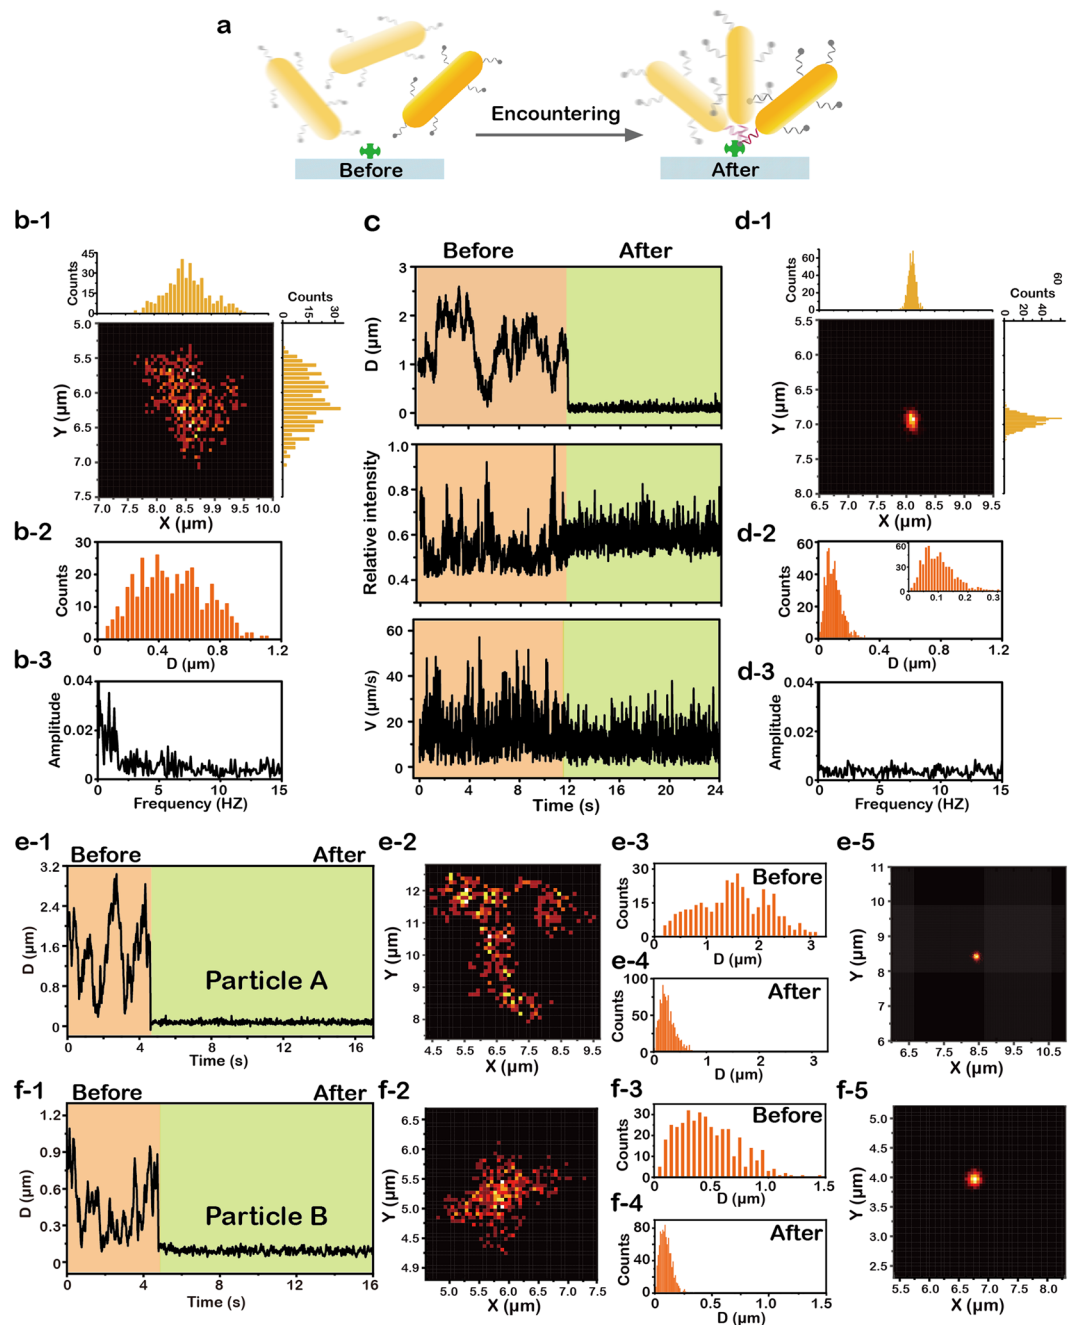 a
Encountering
Before
After
b-1
c
d-1
45
30
15
0
Counts
Counts
0 15 30
5.0
5.5
6.0
6.5
7.0
7.5
Y (μm)
7.0 7.5 8.0 8.5 9.0 9.5 10.0
X (μm)
Before
After
3
2
1
0
D (μm)
1.0
0.8
0.6
0.4
Relative intensity
60
40
20
0
V (μm/s)
0 4 8 12 16 20 24
Time (s)
60
40
20
0
Counts
Counts
0 20 40 60
5.5
6.0
6.5
7.0
7.5
8.0
Y (μm)
6.5 7.0 7.5 8.0 8.5 9.0 9.5
X (μm)
b-2
30
20
10
0
Counts
0 0.4 0.8 1.2
D (μm)
b-3
0.04
0.02
0
Amplitude
0 5 10 15
Frequency (HZ)
d-2
60
40
20
0
Counts
60
30
0
0 0.1 0.2 0.3
0 0.4 0.8 1.2
D (μm)
d-3
0.04
0.02
0
Amplitude
0 5 10 15
Frequency (HZ)
e-1
Before After
3.2
2.4
1.6
0.8
0
D (μm)
Particle A
0 4 8 12 16
Time (s)
e-2
12
11
10
9
8
Y (μm)
4.5 5.5 6.5 7.5 8.5 9.5
X (μm)
e-3
Before
30
15
0
Counts
0 1 2 3
D (μm)
e-4
After
100
50
0
Counts
0 1 2 3
D (μm)
e-5
11
10
9
8
7
6
Y (μm)
6.5 7.5 8.5 9.5 10.5
X (μm)
f-1
Before After
1.2
0.9
0.6
0.3
0
D (μm)
Particle B
0 4 8 12 16
Time (s)
f-2
6.5
6.0
5.5
5.0
4.5
4.9
Y (μm)
5.0 5.5 6.0 6.5 7.0 7.5
X (μm)
f-3
Before
30
20
10
0
Counts
0 0.5 1.0 1.5
D (μm)
f-4
After
80
40
0
Counts
0 0.5 1.0 1.5
D (μm)
f-5
5.0
4.5
4.0
3.5
3.0
2.5
Y (μm)
5.5 6.0 6.5 7.0 7.5 8.0
X (μm)